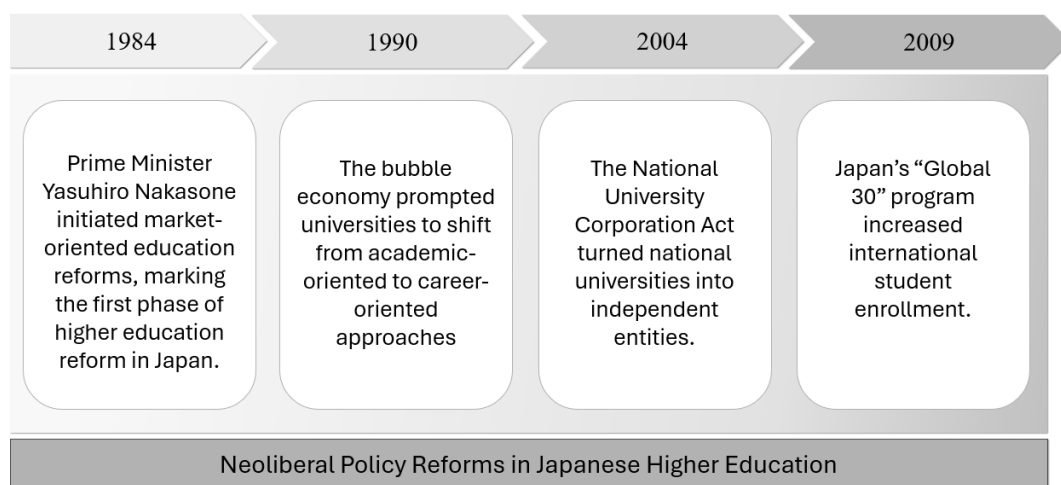 1984
1990
2004
2009
Prime Minister
Yasuhiro Nakasone
initiated market-
oriented education
reforms, marking
the first phase of
higher education
reform in Japan.
The bubble
economy prompted
universities to shift
from academic-
oriented to career-
oriented
approaches
The National
University
Corporation Act
turned national
universities into
independent
entities.
Japan’s “Global
30” program
increased
international
student
enrollment.
Neoliberal Policy Reforms in Japanese Higher Education